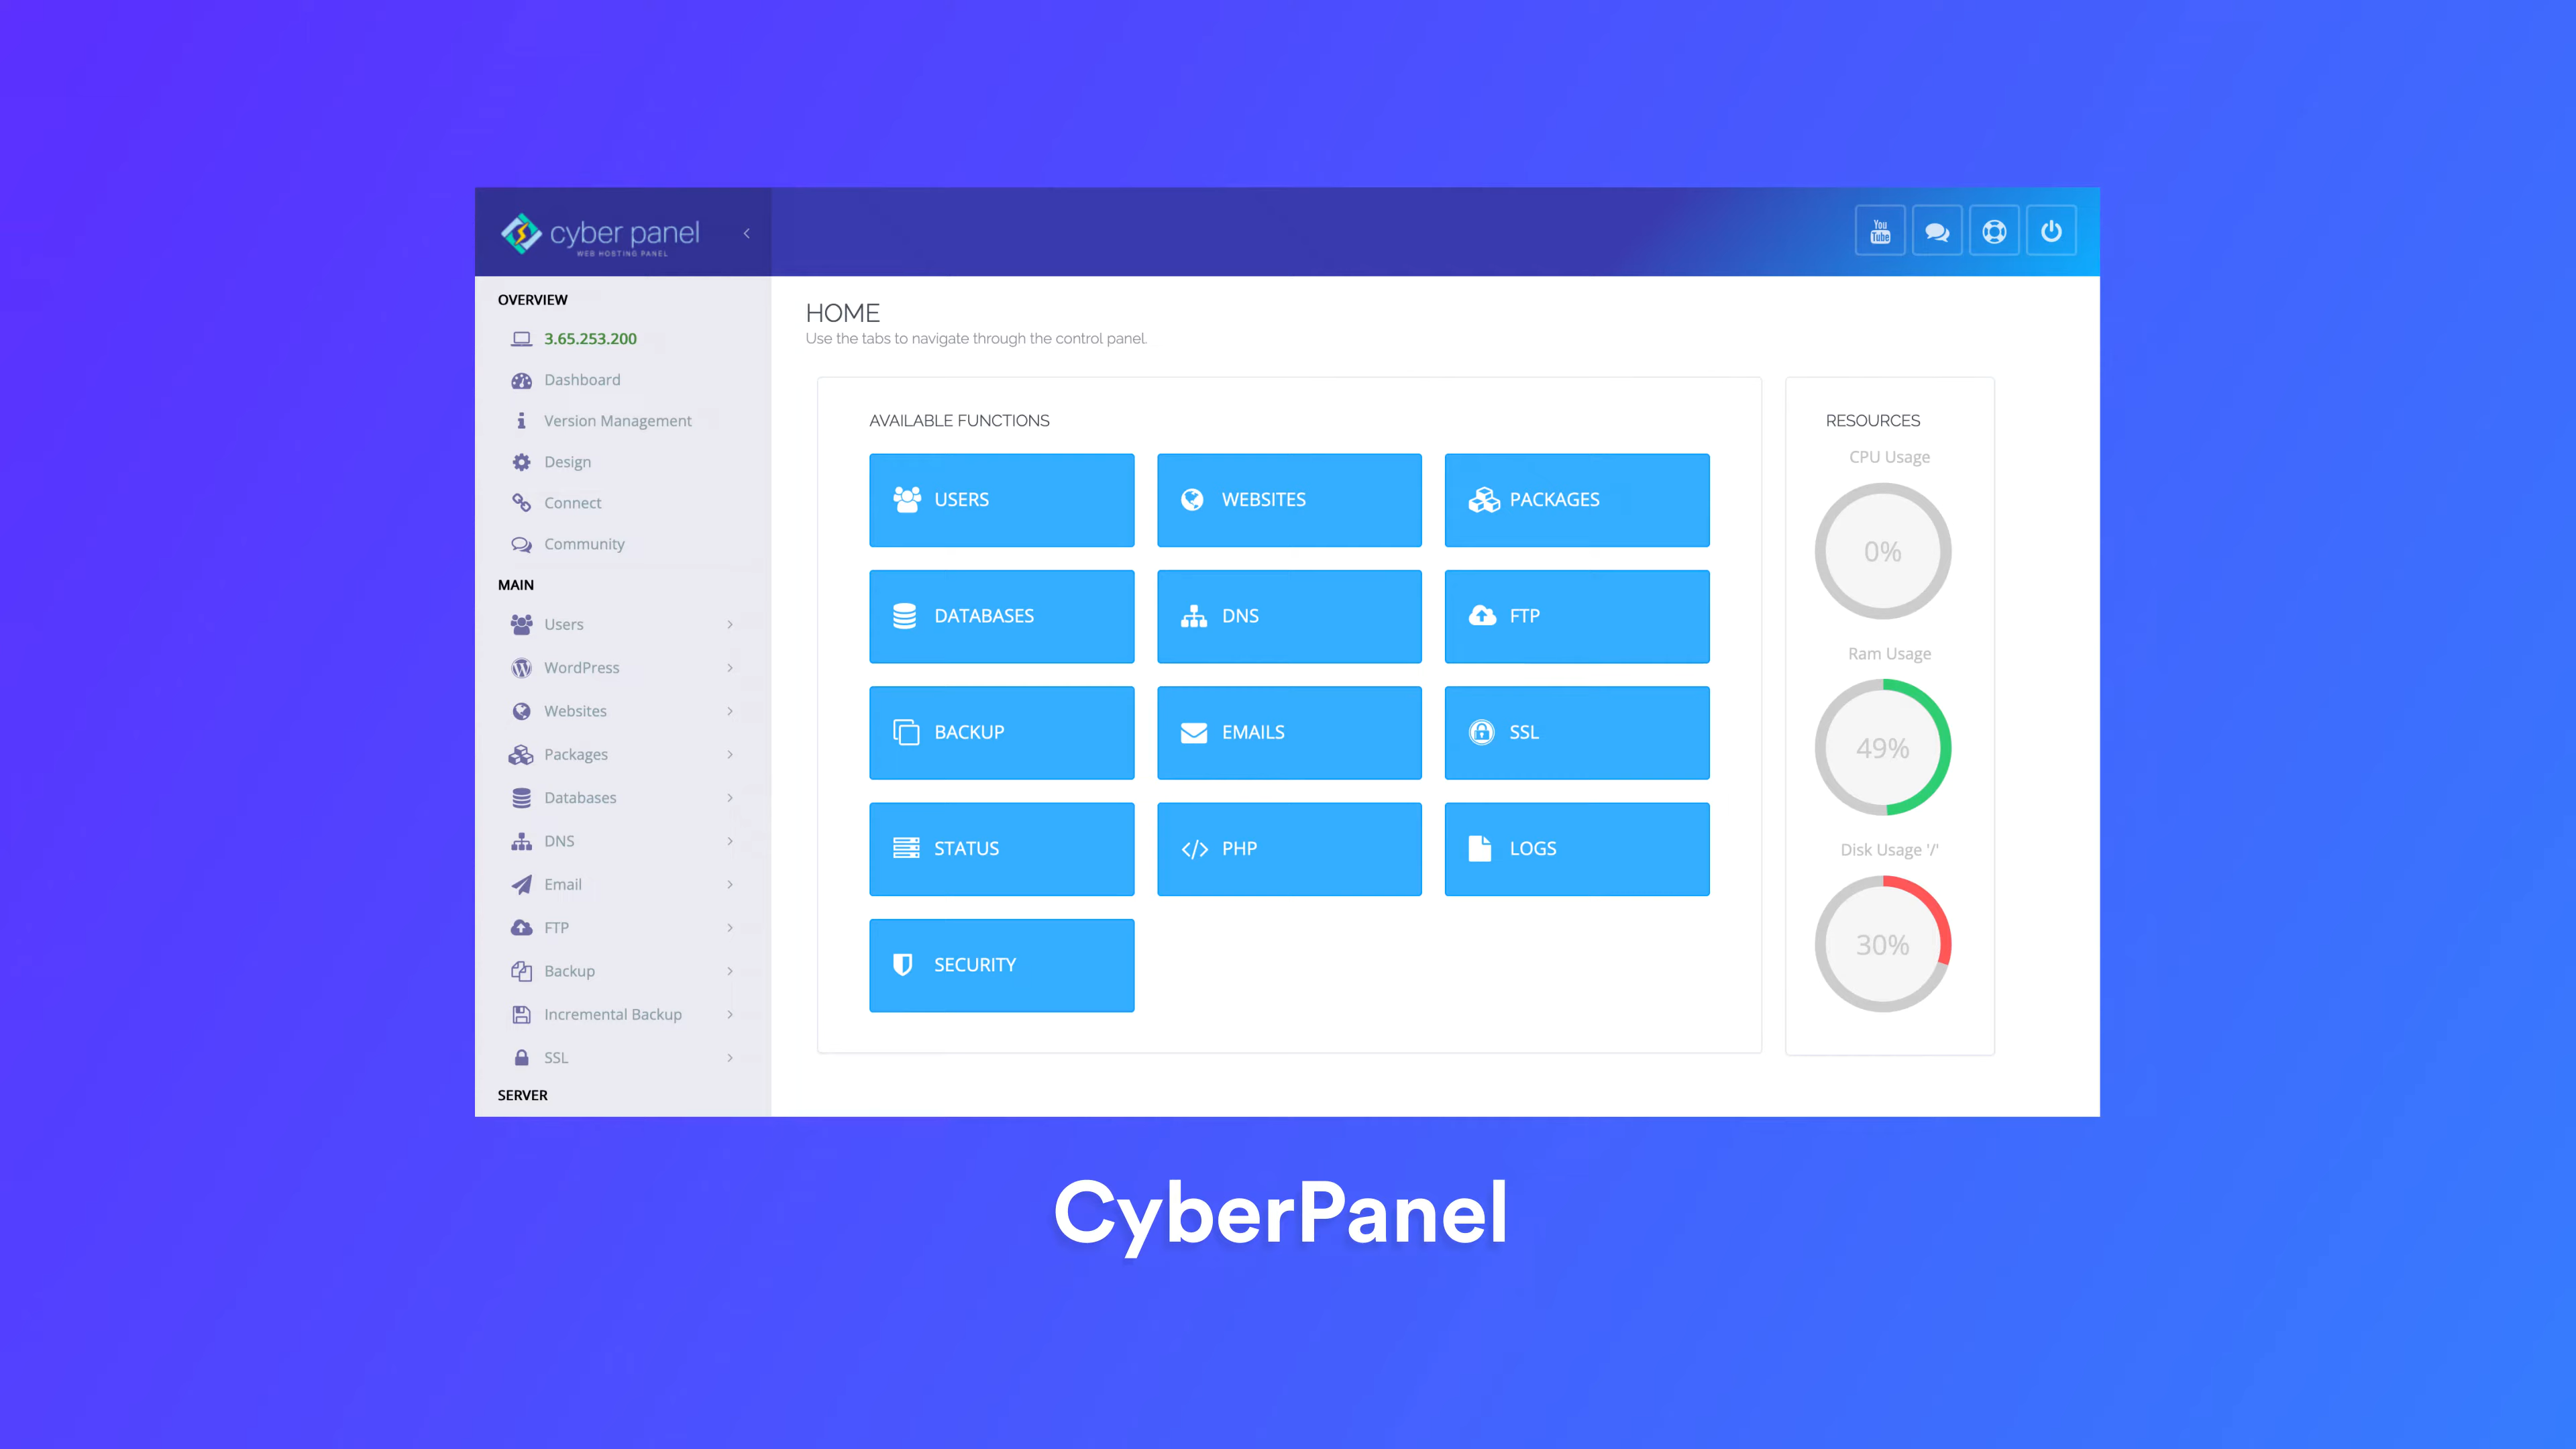 cyber panel
WEB HOSTING PANEL
You
Tube
OVERVIEW
3.65.253.200
Dashboard
Version Management
Design
Connect
Community
MAIN
Users
WordPress
Websites
Packages
Databases
DNS
Email
FTP
Backup
Incremental Backup
SSL
SERVER
HOME
Use the tabs to navigate through the control panel.
AVAILABLE FUNCTIONS
USERS
WEBSITES
PACKAGES
DATABASES
DNS
FTP
BACKUP
EMAILS
SSL
STATUS
PHP
LOGS
SECURITY
RESOURCES
CPU Usage
0%
Ram Usage
49%
Disk Usage '/'
30%
CyberPanel